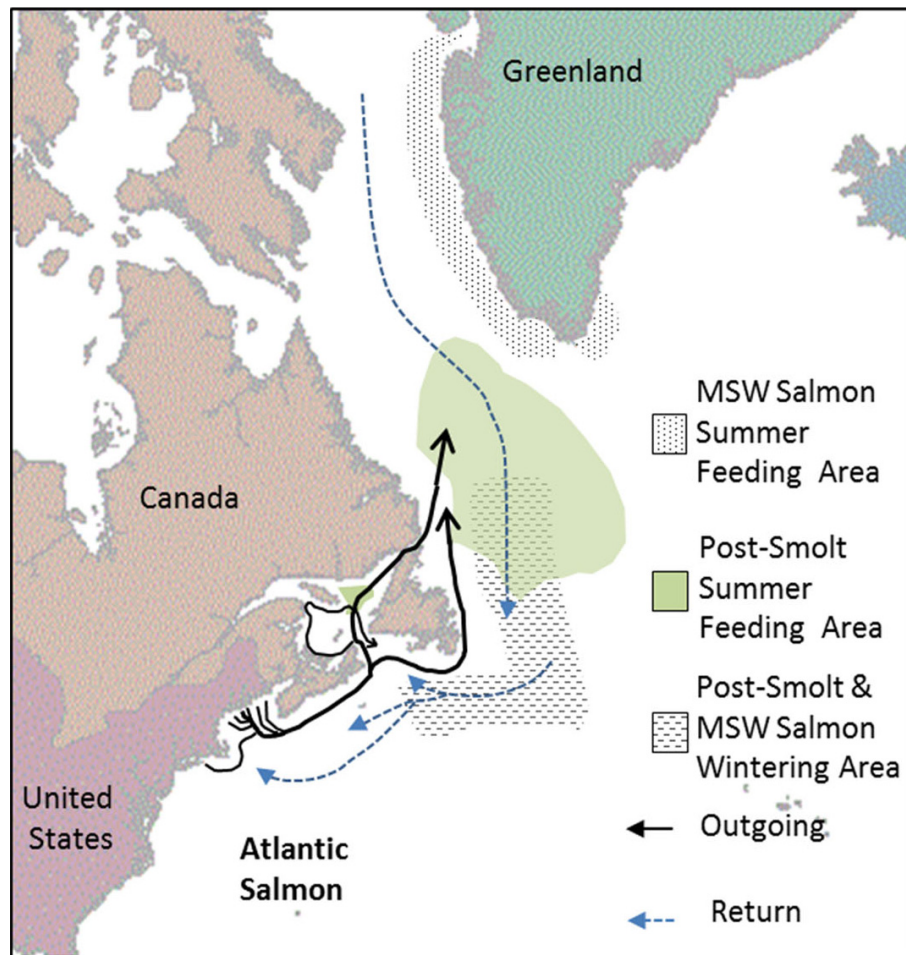 Greenland
MSW Salmon
Summer
Feeding Area
Canada
Post-Smolt
Summer
Feeding Area
Post-Smolt &
MSW Salmon
Wintering Area
United
States
Outgoing
Atlantic
Salmon
Return